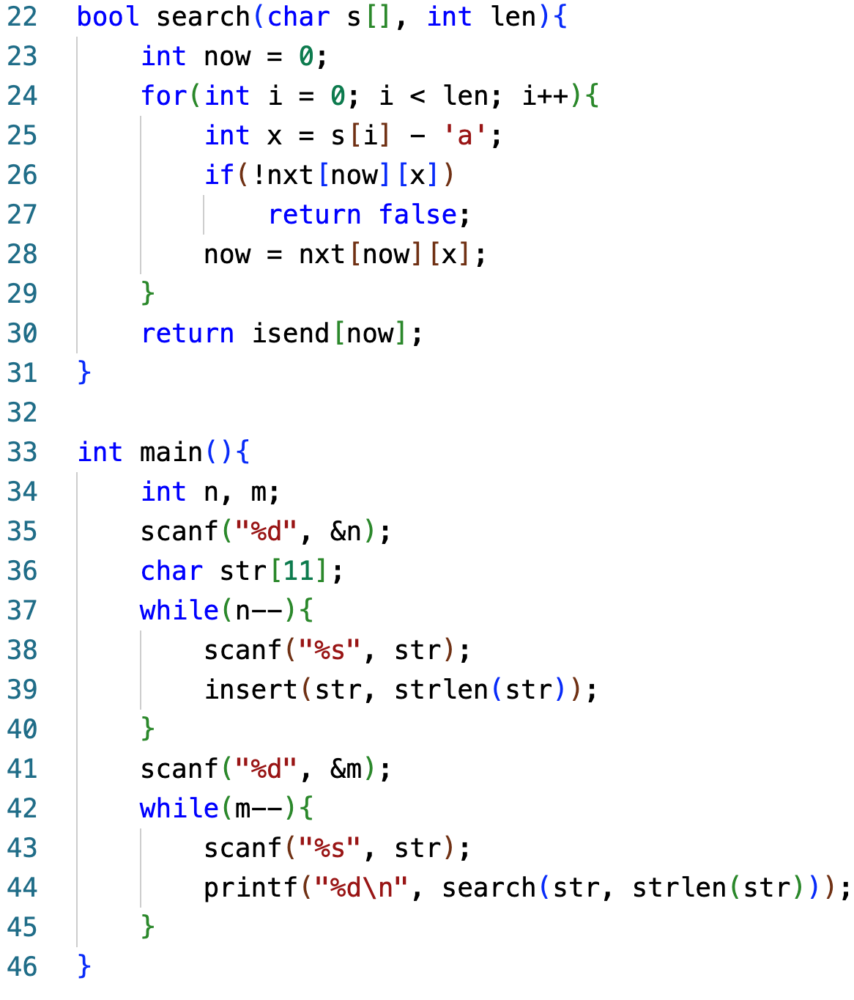 22 bool search(char s[], int len){
23     int now = 0;
24     for(int i = 0; i < len; i++){
25         int x = s[i] - 'a';
26         if(!nxt[now][x])
27             return false;
28         now = nxt[now][x];
29     }
30     return isend[now];
31 }
32
33 int main(){
34     int n, m;
35     scanf("%d", &n);
36     char str[11];
37     while(n--){
38         scanf("%s", str);
39         insert(str, strlen(str));
40     }
41     scanf("%d", &m);
42     while(m--){
43         scanf("%s", str);
44         printf("%d\n", search(str, strlen(str)));
45     }
46 }